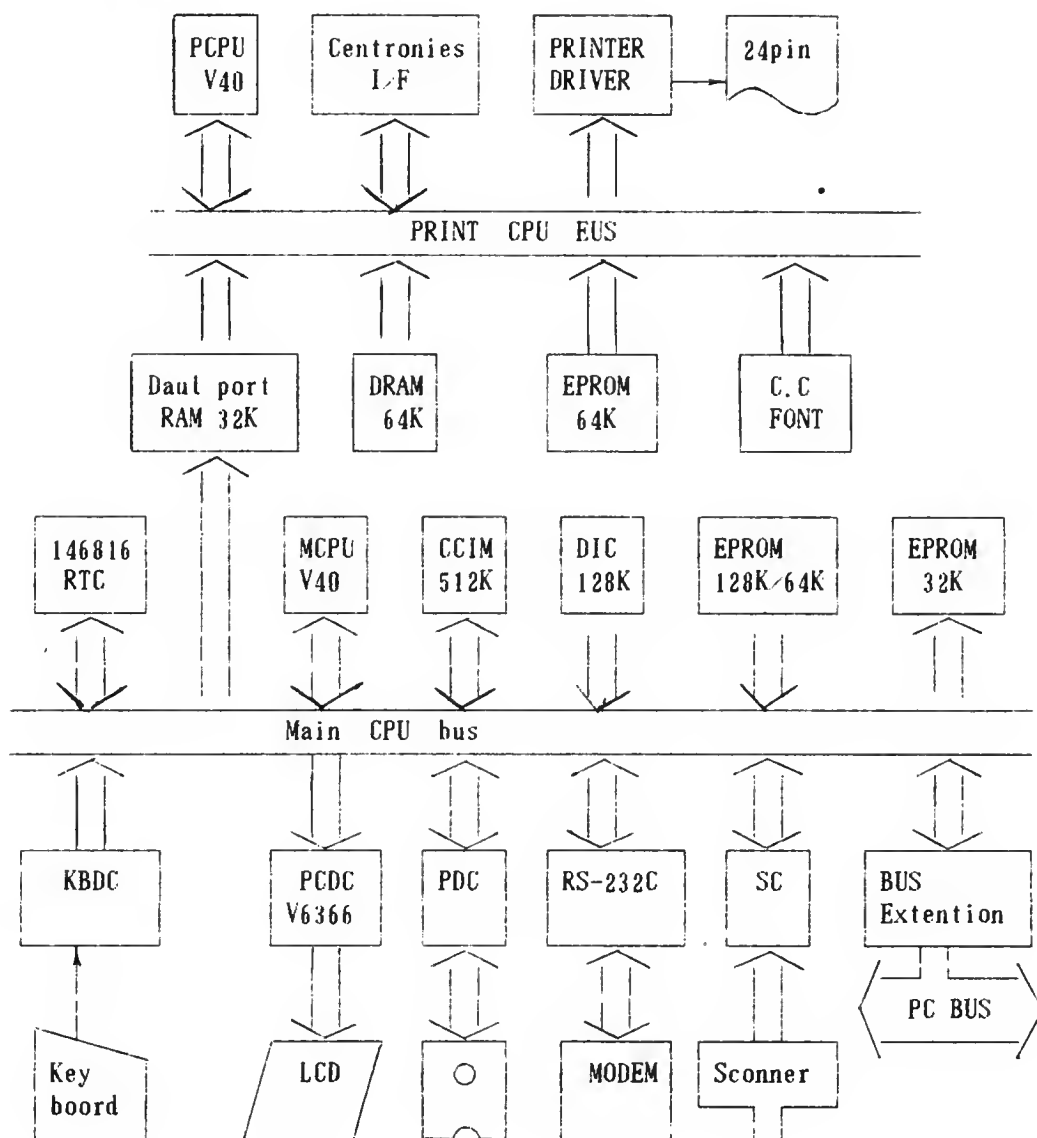 PCPU
V40
Centronies
I/F
PRINTER
DRIVER
24pin
PRINT CPU EUS
Daut port
RAM 32K
DRAM
64K
EPROM
64K
C.C
FONT
146816
RTC
MCPU
V40
CCIM
512K
DIC
128K
EPROM
128K/64K
EPROM
32K
Main CPU bus
KBDC
PCDC
V6366
PDC
RS-232C
SC
BUS
Extention
PC BUS
Key
boord
LCD
MODEM
Sconner